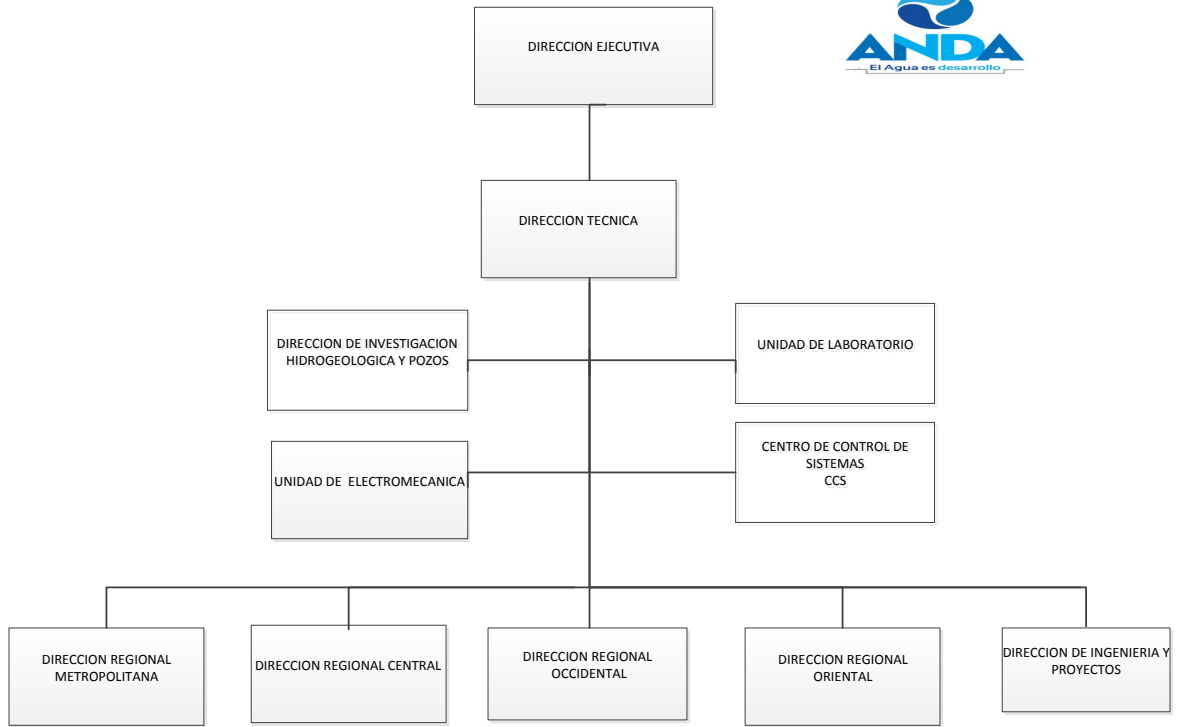 DIRECCION EJECUTIVA
ANDA
El Agua es desarrollo
DIRECCION TECNICA
DIRECCION DE INVESTIGACION
HIDROGEOLOGICA Y POZOS
UNIDAD DE LABORATORIO
UNIDAD DE ELECTROMECANICA
CENTRO DE CONTROL DE
SISTEMAS
CCS
DIRECCION REGIONAL
METROPOLITANA
DIRECCION REGIONAL CENTRAL
DIRECCION REGIONAL
OCCIDENTAL
DIRECCION REGIONAL
ORIENTAL
DIRECCION DE INGENIERIA Y
PROYECTOS